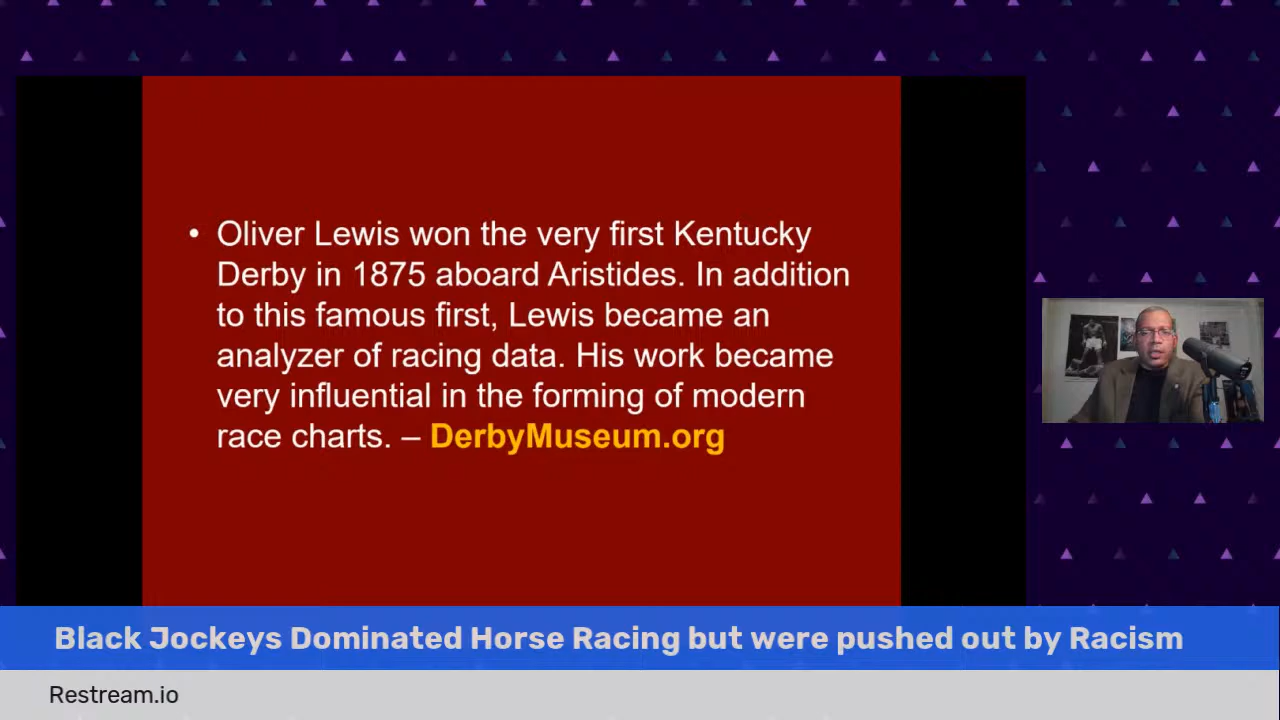 • Oliver Lewis won the very first Kentucky
Derby in 1875 aboard Aristides. In addition
to this famous first, Lewis became an
analyzer of racing data. His work became
very influential in the forming of modern
race charts. – DerbyMuseum.org
Black Jockeys Dominated Horse Racing but were pushed out by Racism
Restream.io